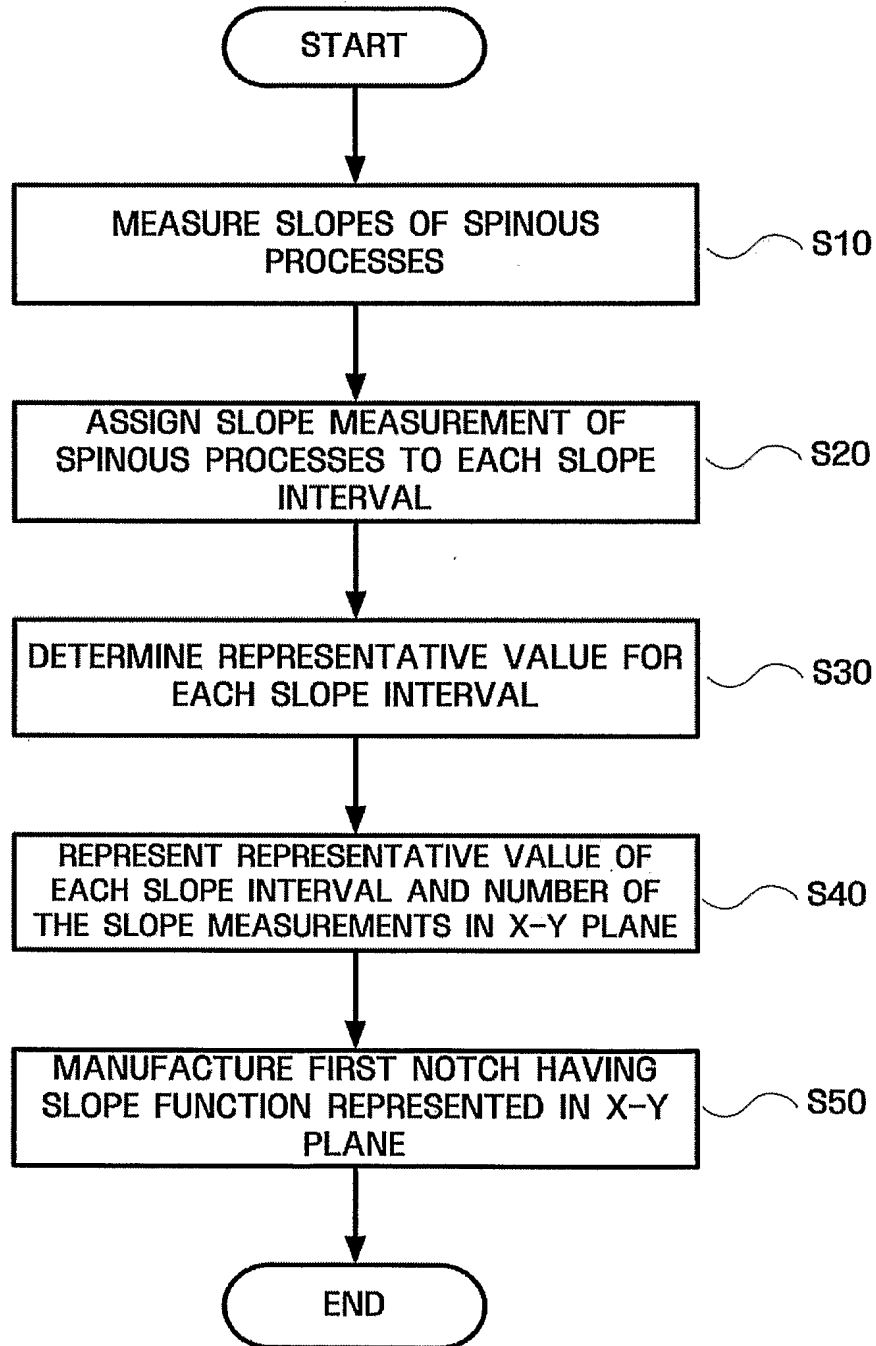 START
MEASURE SLOPES OF SPINOUS
PROCESSES
S10
ASSIGN SLOPE MEASUREMENT OF
SPINOUS PROCESSES TO EACH SLOPE
INTERVAL
S20
DETERMINE REPRESENTATIVE VALUE FOR
EACH SLOPE INTERVAL
S30
REPRESENT REPRESENTATIVE VALUE OF
EACH SLOPE INTERVAL AND NUMBER OF
THE SLOPE MEASUREMENTS IN X-Y PLANE
S40
MANUFACTURE FIRST NOTCH HAVING
SLOPE FUNCTION REPRESENTED IN X-Y
PLANE
S50
END